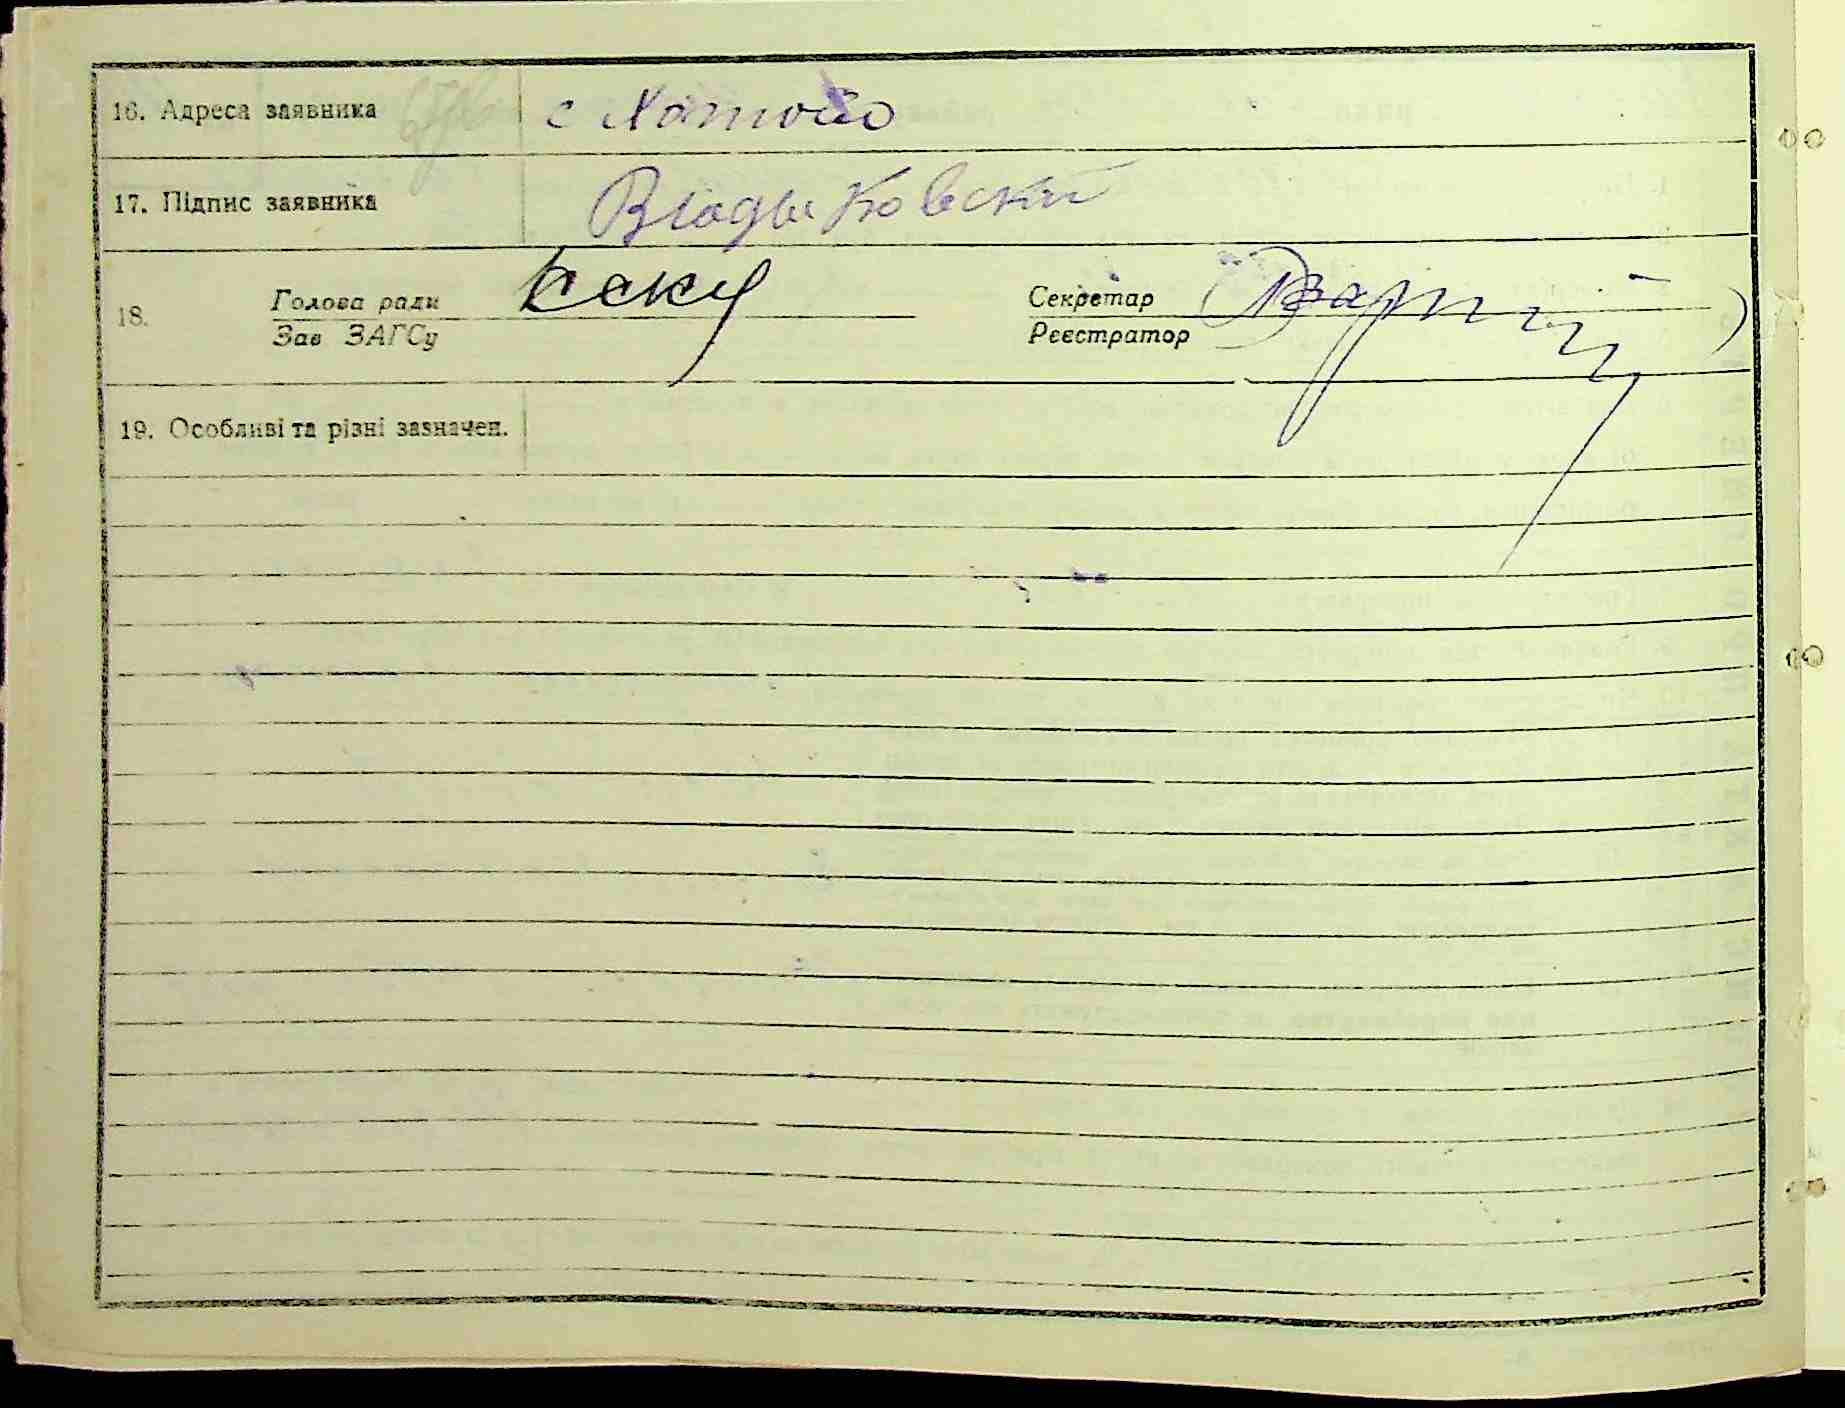 16. Адреса заявника с
17. Підпис заявника Владыковский
18. Голова ради Секретар
Зав ЗАГСу Реєстратор
19. Особливі та різні зазначен.